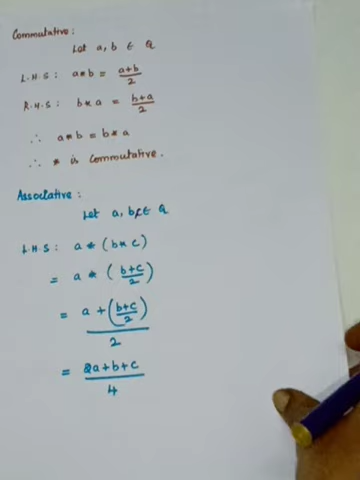 Commutative :
Let a, b ∈ Q
L.H.S : a*b = (a+b)/2
R.H.S : b*a = (b+a)/2
∴ a*b = b*a
∴ * is Commutative.
Associative :
Let a, b, c ∈ Q
L.H.S : a * (b * c)
= a * ((b+c)/2)
= (a + ((b+c)/2))/2
= (2a+b+c)/4